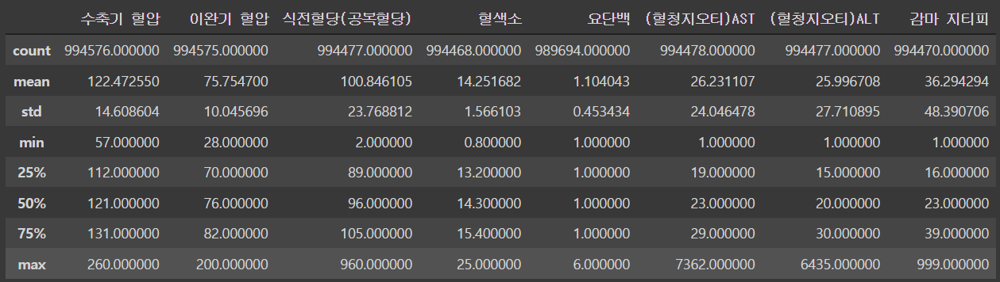 수축기 혈압 이완기 혈압 식전혈당(공복혈당) 혈색소 요단백 (혈청지오티)AST (혈청지오티)ALT 감마 지티피
count 994576.000000 994575.000000 994477.000000 994468.000000 989694.000000 994478.000000 994477.000000 994470.000000
mean 122.472550 75.754700 100.846105 14.251682 1.104043 26.231107 25.996708 36.294294
std 14.608604 10.045696 23.768812 1.566103 0.453434 24.046478 27.710895 48.390706
min 57.000000 28.000000 2.000000 0.800000 1.000000 1.000000 1.000000 1.000000
25% 112.000000 70.000000 89.000000 13.200000 1.000000 19.000000 15.000000 16.000000
50% 121.000000 76.000000 96.000000 14.300000 1.000000 23.000000 20.000000 23.000000
75% 131.000000 82.000000 105.000000 15.400000 1.000000 29.000000 30.000000 39.000000
max 260.000000 200.000000 960.000000 25.000000 6.000000 7362.000000 6435.000000 999.000000